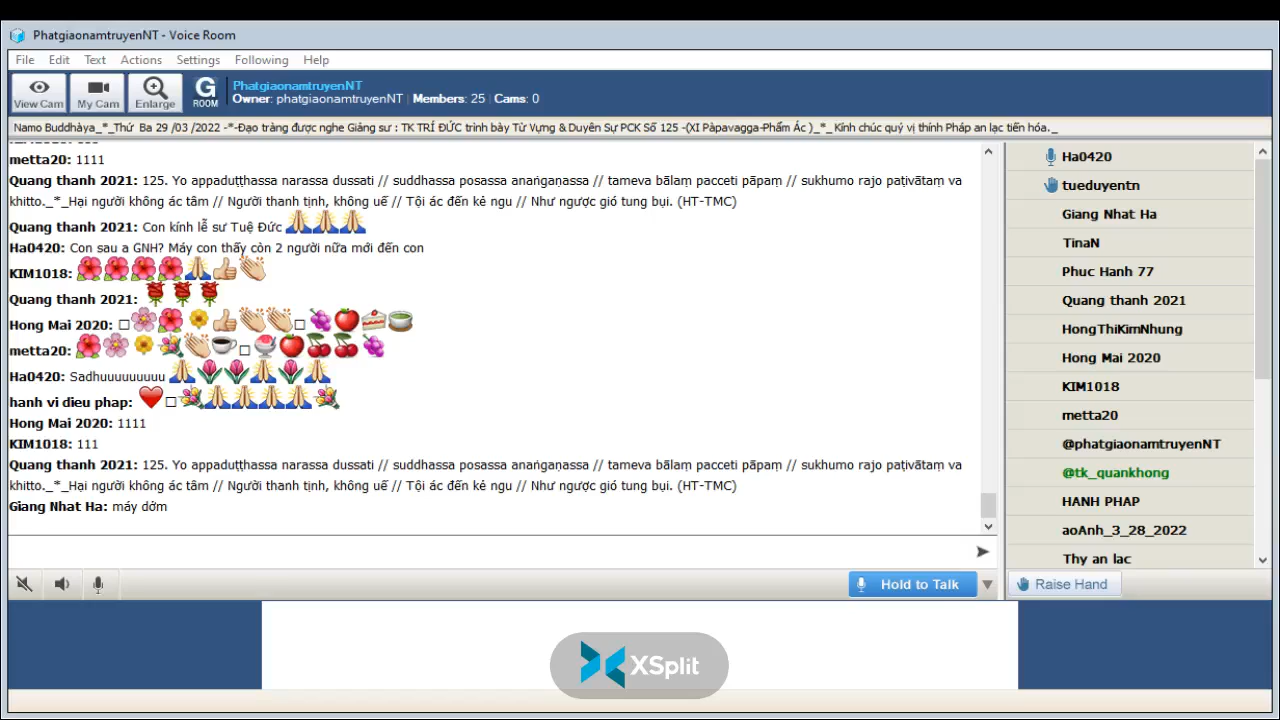 PhatgiaonamtruyenNT - Voice Room
File Edit Text Actions Settings Following Help
View Cam My Cam Enlarge G ROOM
PhatgiaonamtruyenNT
Owner: phatgiaonamtruyenNT | Members: 25 | Cams: 0
Namo Buddhàya_*_Thứ Ba 29 /03 /2022 -*-Đạo tràng được nghe Giảng sư : TK TRÍ ĐỨC trình bày Từ Vựng & Duyên Sự PCK Số 125 -(XI Pàpavagga-Phẩm Ác )_*_ Kính chúc quý vị thính Pháp an lạc tiến hóa._
metta20: 1111
Quang thanh 2021: 125. Yo appaduṭṭhassa narassa dussati // suddhassa posassa anaṅgaṇassa // tameva bālaṃ pacceti pāpaṃ // sukhumo rajo paṭivātaṃ va
khitto._*_Hại người không ác tâm // Người thanh tịnh, không uế // Tội ác đến kẻ ngu // Như ngược gió tung bụi. (HT-TMC)
Quang thanh 2021: Con kính lễ sư Tuệ Đức
Ha0420: Con sau a GNH? Máy con thấy còn 2 người nữa mới đến con
KIM1018:
Quang thanh 2021:
Hong Mai 2020:
metta20:
Ha0420: Sadhuuuuuuuuu
hanh vi dieu phap:
Hong Mai 2020: 1111
KIM1018: 111
Quang thanh 2021: 125. Yo appaduṭṭhassa narassa dussati // suddhassa posassa anaṅgaṇassa // tameva bālaṃ pacceti pāpaṃ // sukhumo rajo paṭivātaṃ va
khitto._*_Hại người không ác tâm // Người thanh tịnh, không uế // Tội ác đến kẻ ngu // Như ngược gió tung bụi. (HT-TMC)
Giang Nhat Ha: máy dởm
Ha0420
tueduyentn
Giang Nhat Ha
TinaN
Phuc Hanh 77
Quang thanh 2021
HongThiKimNhung
Hong Mai 2020
KIM1018
metta20
@phatgiaonamtruyenNT
@tk_quankhong
HANH PHAP
aoAnh_3_28_2022
Thy an lac
Hold to Talk
Raise Hand
XSplit